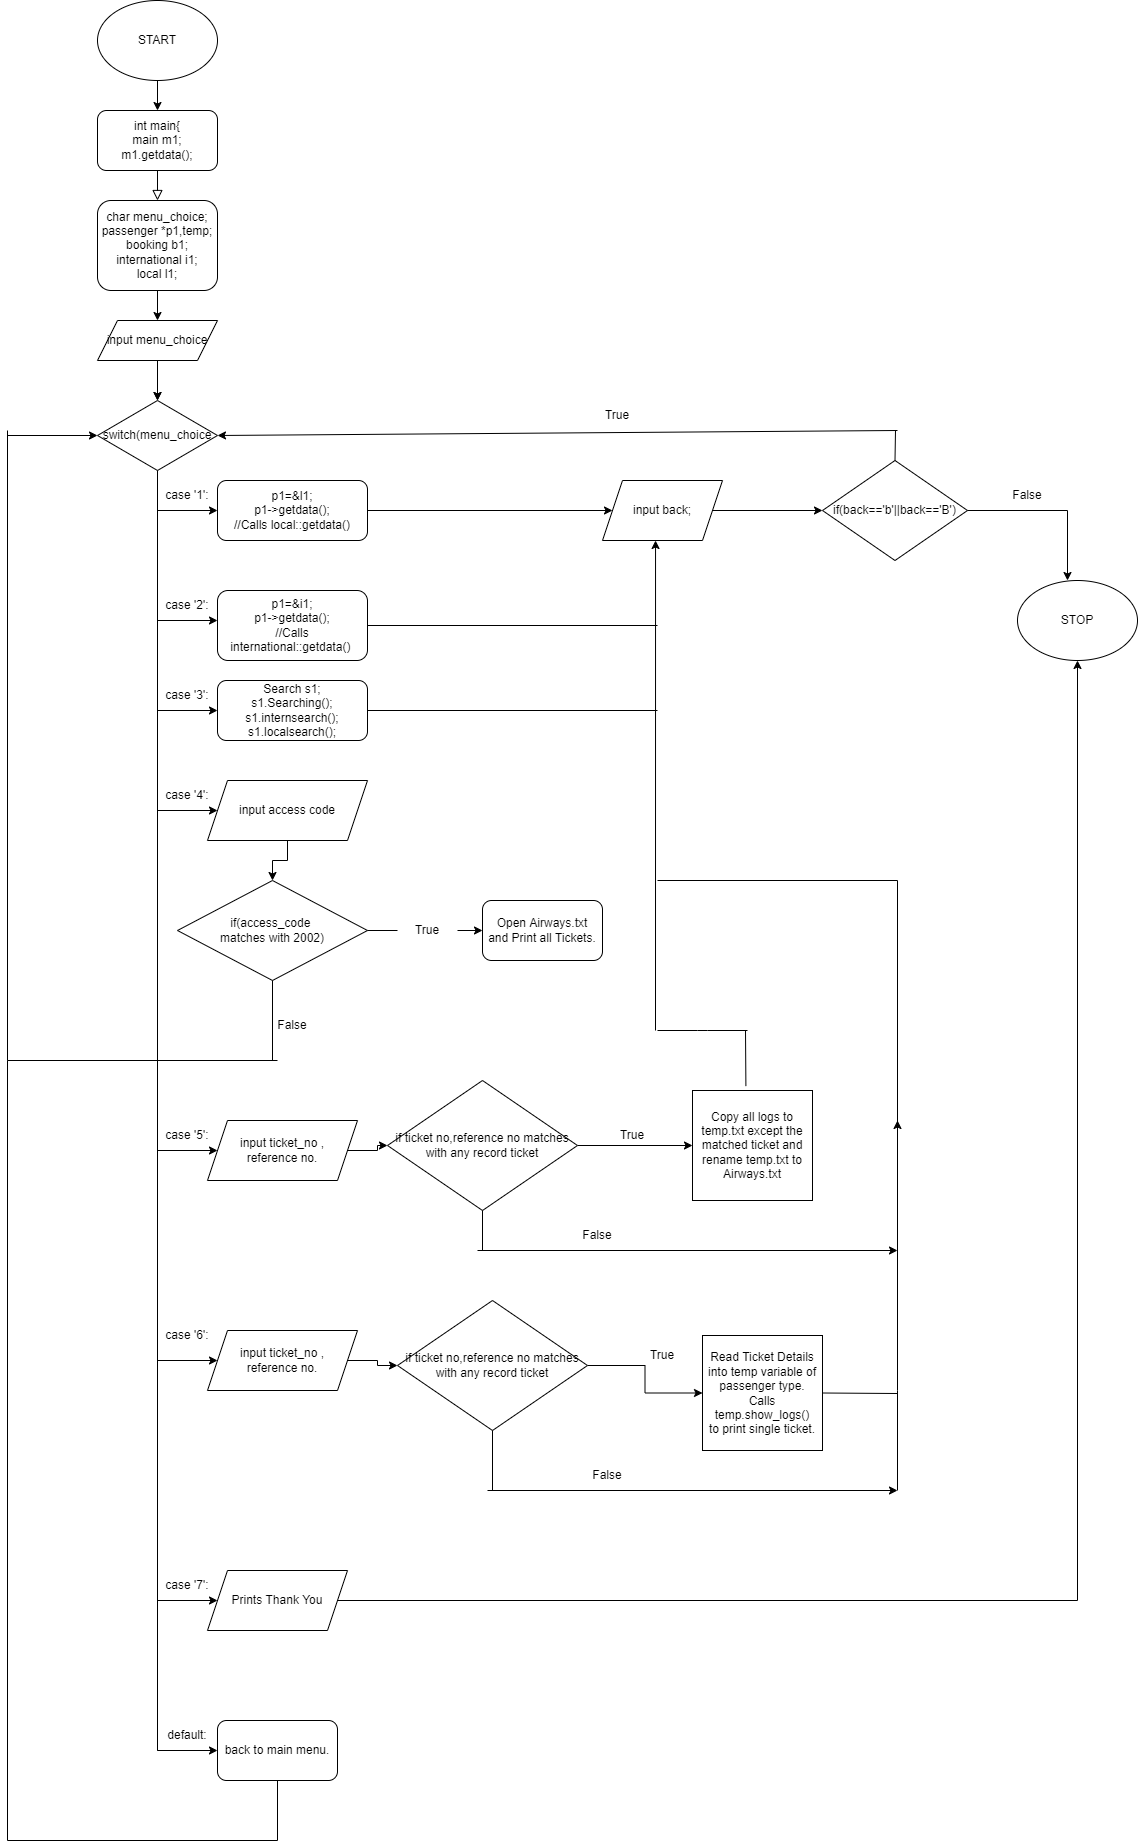 START
int main{
main m1;
m1.getdata();
char menu_choice;
passenger *p1,temp;
booking b1;
international i1;
local l1;
input menu_choice
switch(menu_choice
True
case '1':
p1=&l1;
p1->getdata();
//Calls local::getdata()
input back;
if(back=='b'||back=='B')
False
case '2':
p1=&i1;
p1->getdata();
//Calls
international::getdata()
STOP
case '3':
Search s1;
s1.Searching();
s1.internsearch();
s1.localsearch();
case '4':
input access code
if(access_code
matches with 2002)
True
Open Airways.txt
and Print all Tickets.
False
case '5':
input ticket_no ,
reference no.
if ticket no,reference no matches
with any record ticket
True
Copy all logs to
temp.txt except the
matched ticket and
rename temp.txt to
Airways.txt
False
case '6':
input ticket_no ,
reference no.
if ticket no,reference no matches
with any record ticket
True
Read Ticket Details
into temp variable of
passenger type.
Calls
temp.show_logs()
to print single ticket.
False
case '7':
Prints Thank You
default:
back to main menu.